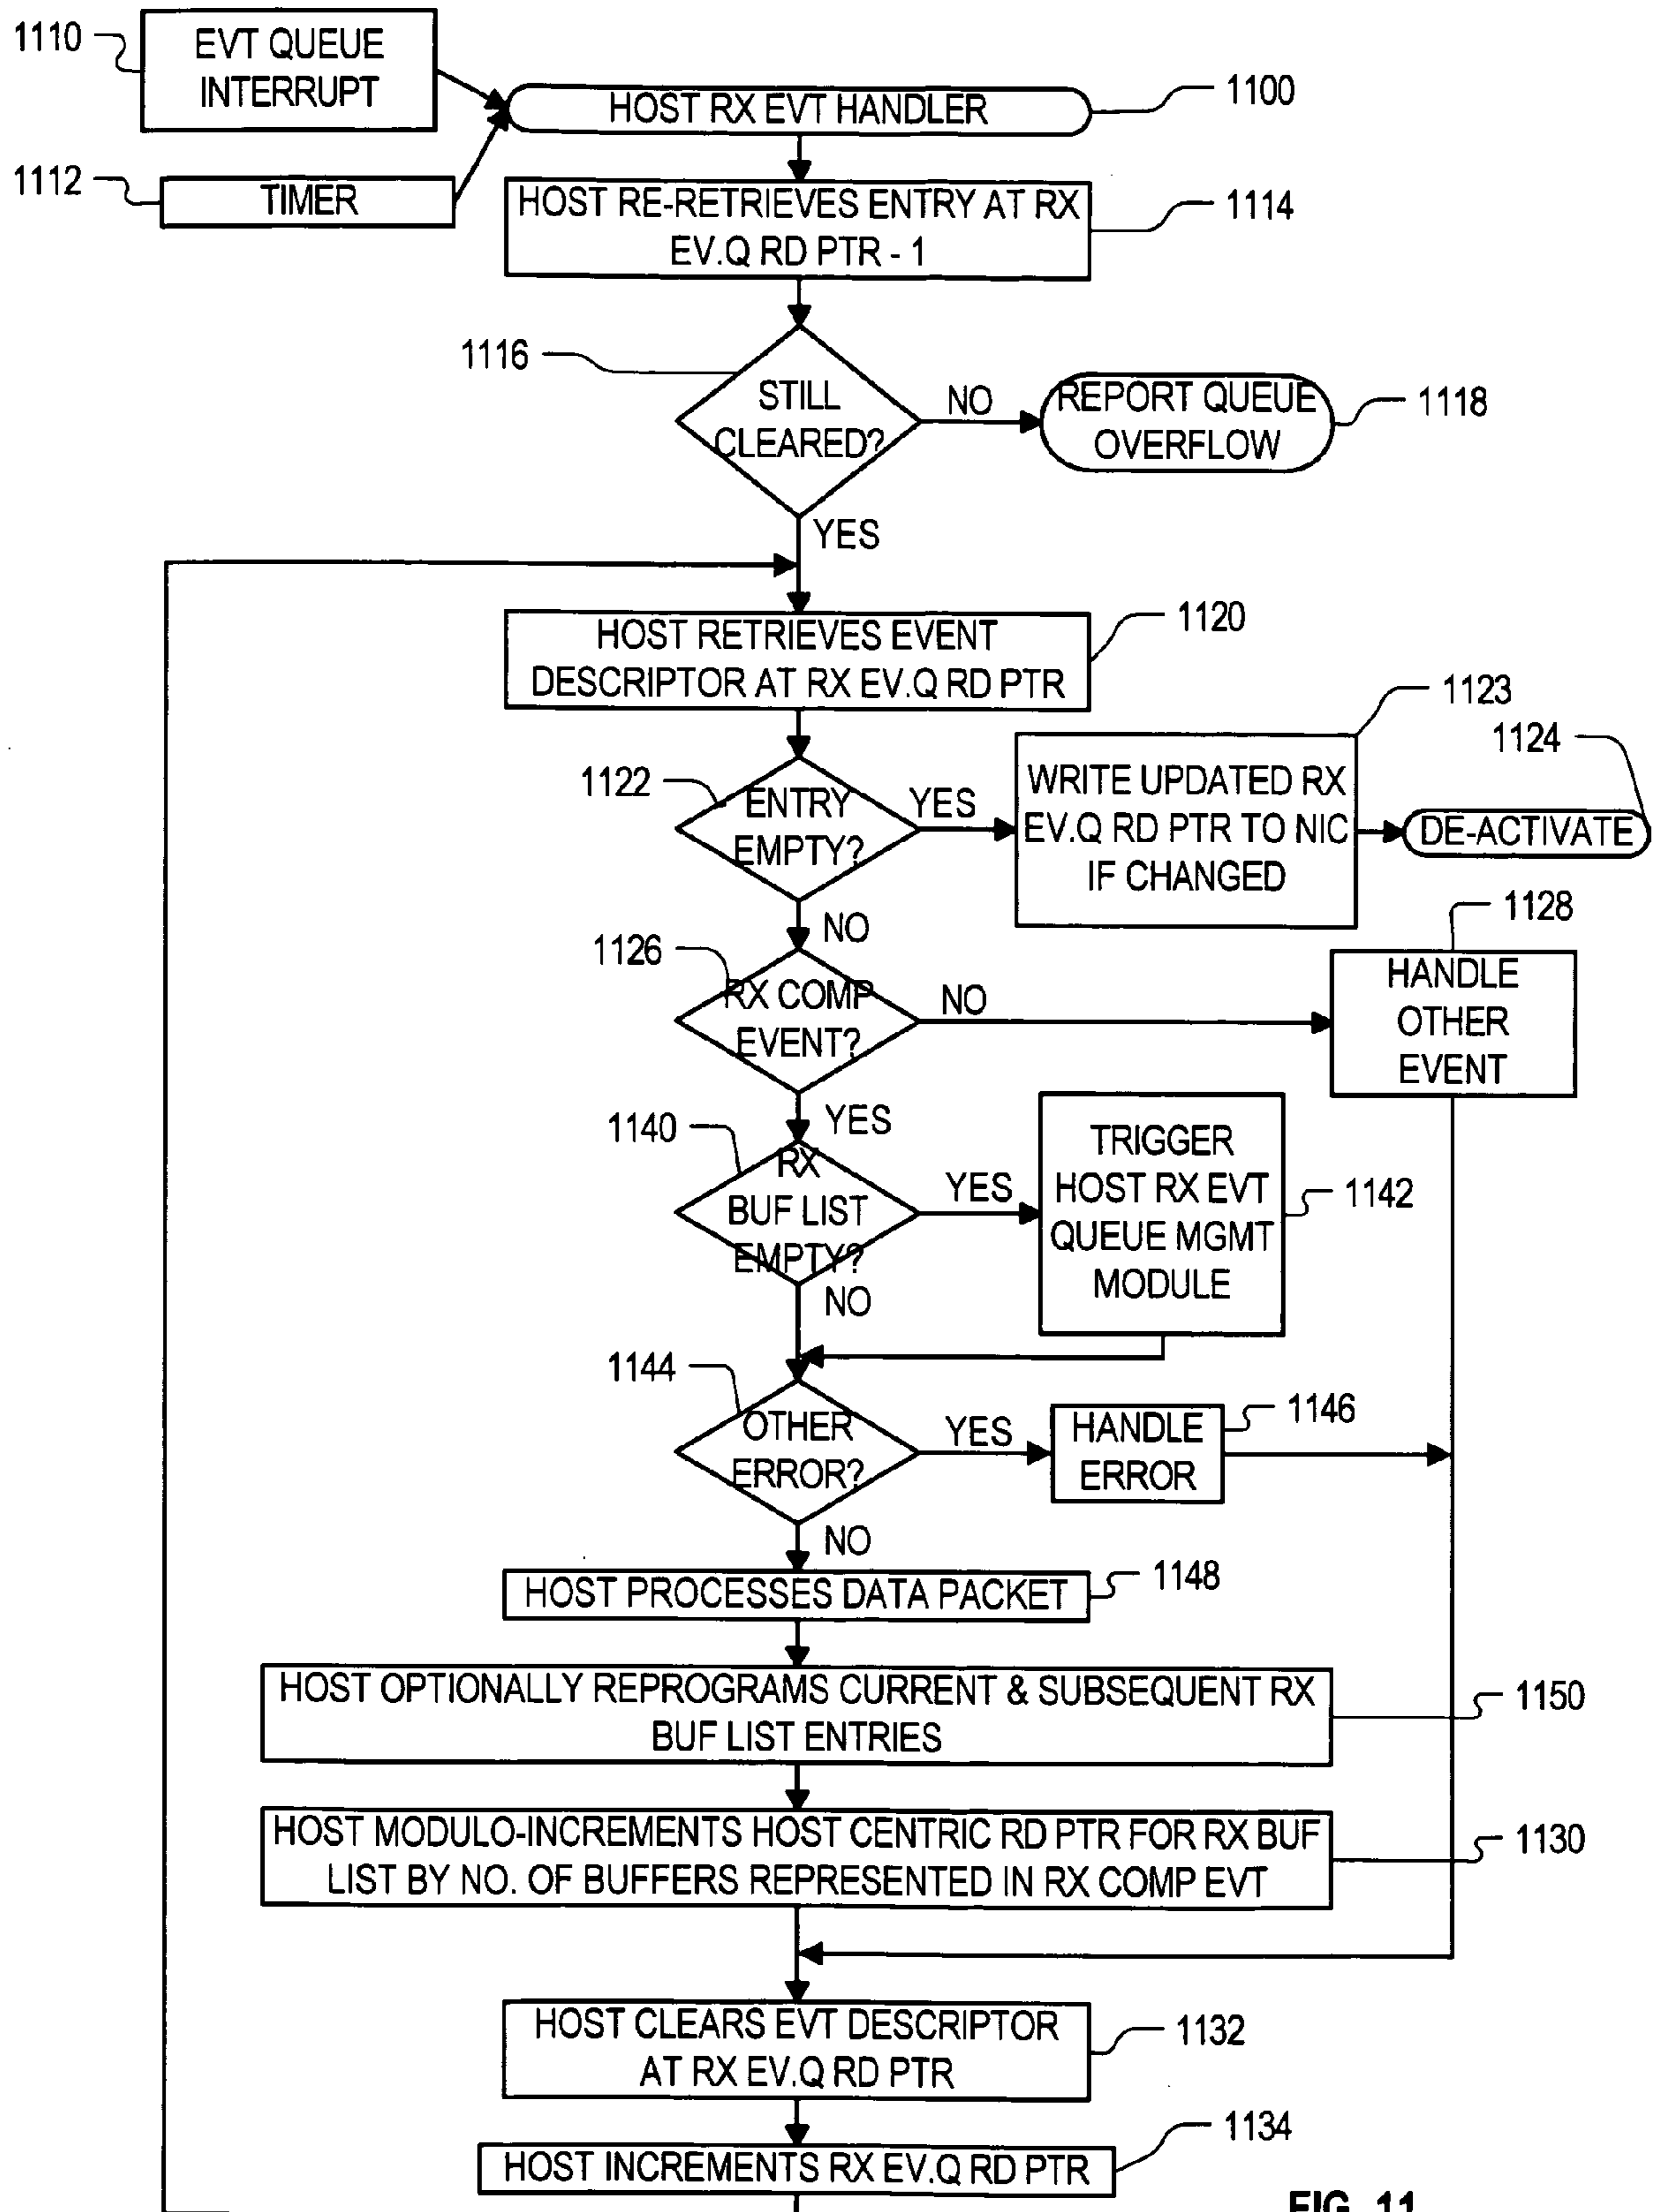 1110
EVT QUEUE
INTERRUPT
HOST RX EVT HANDLER
1100
1112
TIMER
HOST RE-RETRIEVES ENTRY AT RX
EV.Q RD PTR - 1
1114
1116
STILL
CLEARED?
NO
REPORT QUEUE
OVERFLOW
1118
YES
HOST RETRIEVES EVENT
DESCRIPTOR AT RX EV.Q RD PTR
1120
1122
ENTRY
EMPTY?
YES
WRITE UPDATED RX
EV.Q RD PTR TO NIC
IF CHANGED
1123
1124
DE-ACTIVATE
NO
1126
RX COMP
EVENT?
NO
1128
HANDLE
OTHER
EVENT
YES
1140
RX
BUF LIST
EMPTY?
YES
TRIGGER
HOST RX EVT
QUEUE MGMT
MODULE
1142
NO
1144
OTHER
ERROR?
YES
HANDLE
ERROR
1146
NO
HOST PROCESSES DATA PACKET
1148
HOST OPTIONALLY REPROGRAMS CURRENT & SUBSEQUENT RX
BUF LIST ENTRIES
1150
HOST MODULO-INCREMENTS HOST CENTRIC RD PTR FOR RX BUF
LIST BY NO. OF BUFFERS REPRESENTED IN RX COMP EVT
1130
HOST CLEARS EVT DESCRIPTOR
AT RX EV.Q RD PTR
1132
1134
HOST INCREMENTS RX EV.Q RD PTR
FIG. 11